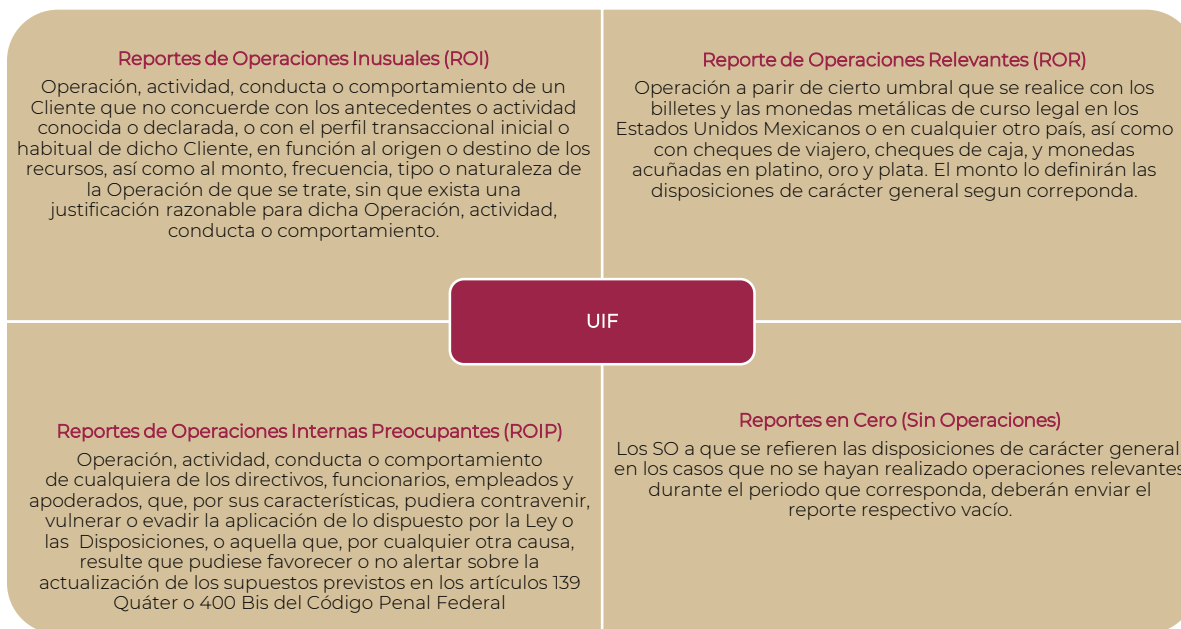 Reportes de Operaciones Inusuales (ROI)
Operación, actividad, conducta o comportamiento de un
Cliente que no concuerde con los antecedentes o actividad
conocida o declarada, o con el perfil transaccional inicial o
habitual de dicho Cliente, en función al origen o destino de los
recursos, así como al monto, frecuencia, tipo o naturaleza de
la Operación de que se trate, sin que exista una
justificación razonable para dicha Operación, actividad,
conducta o comportamiento.
Reporte de Operaciones Relevantes (ROR)
Operación a parir de cierto umbral que se realice con los
billetes y las monedas metálicas de curso legal en los
Estados Unidos Mexicanos o en cualquier otro país, así como
con cheques de viajero, cheques de caja, y monedas
acuñadas en platino, oro y plata. El monto lo definirán las
disposiciones de carácter general segun correponda.
UIF
Reportes de Operaciones Internas Preocupantes (ROIP)
Operación, actividad, conducta o comportamiento
de cualquiera de los directivos, funcionarios, empleados y
apoderados, que, por sus características, pudiera contravenir,
vulnerar o evadir la aplicación de lo dispuesto por la Ley o
las Disposiciones, o aquella que, por cualquier otra causa,
resulte que pudiese favorecer o no alertar sobre la
actualización de los supuestos previstos en los artículos 139
Quáter o 400 Bis del Código Penal Federal
Reportes en Cero (Sin Operaciones)
Los SO a que se refieren las disposiciones de carácter general
en los casos que no se hayan realizado operaciones relevantes
durante el periodo que corresponda, deberán enviar el
reporte respectivo vacío.